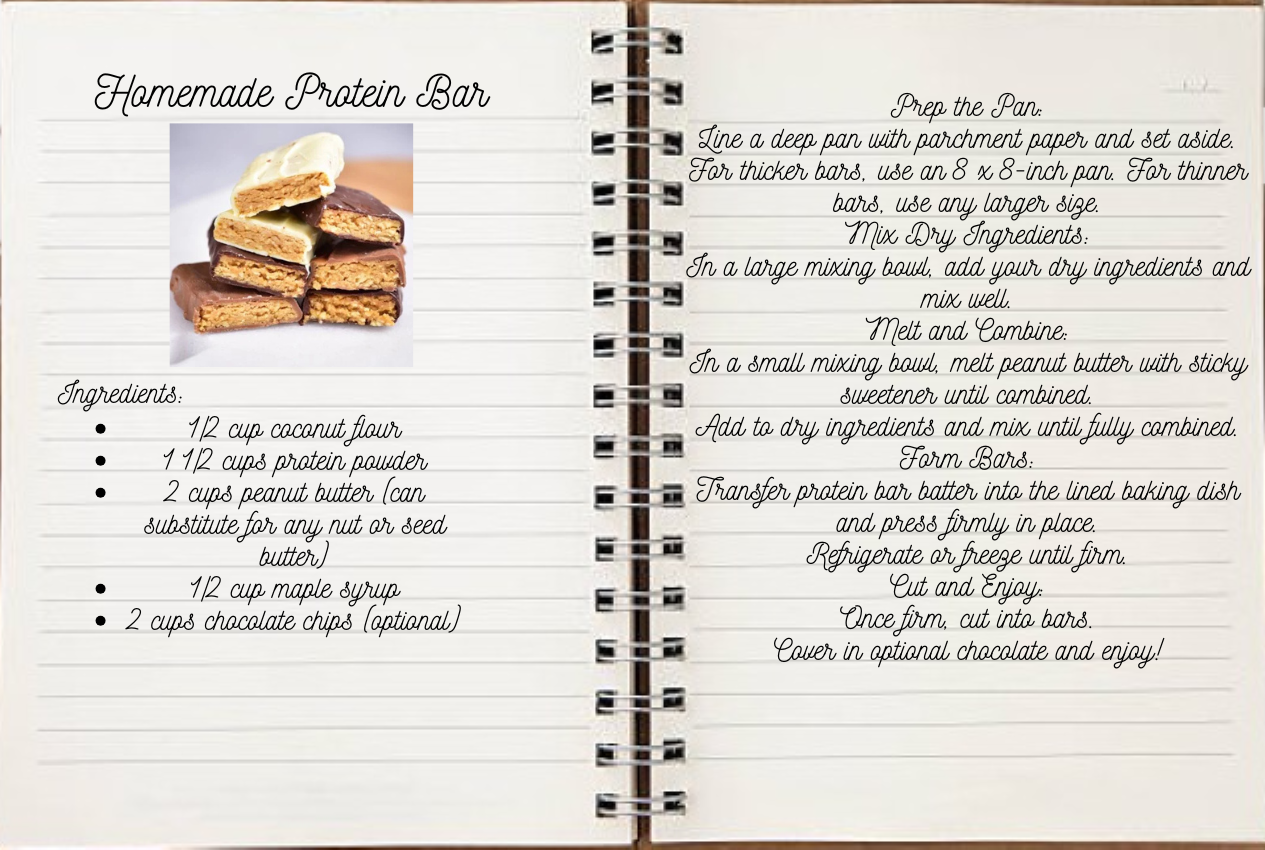 Homemade Protein Bar
Ingredients:
1/2 cup coconut flour
1 1/2 cups protein powder
2 cups peanut butter (can
substitute for any nut or seed
butter)
1/2 cup maple syrup
2 cups chocolate chips (optional)
Prep the Pan:
Line a deep pan with parchment paper and set aside.
For thicker bars, use an 8 x 8-inch pan. For thinner
bars, use any larger size.
Mix Dry Ingredients:
In a large mixing bowl, add your dry ingredients and
mix well.
Melt and Combine:
In a small mixing bowl, melt peanut butter with sticky
sweetener until combined.
Add to dry ingredients and mix until fully combined.
Form Bars:
Transfer protein bar batter into the lined baking dish
and press firmly in place.
Refrigerate or freeze until firm.
Cut and Enjoy:
Once firm, cut into bars.
Cover in optional chocolate and enjoy!